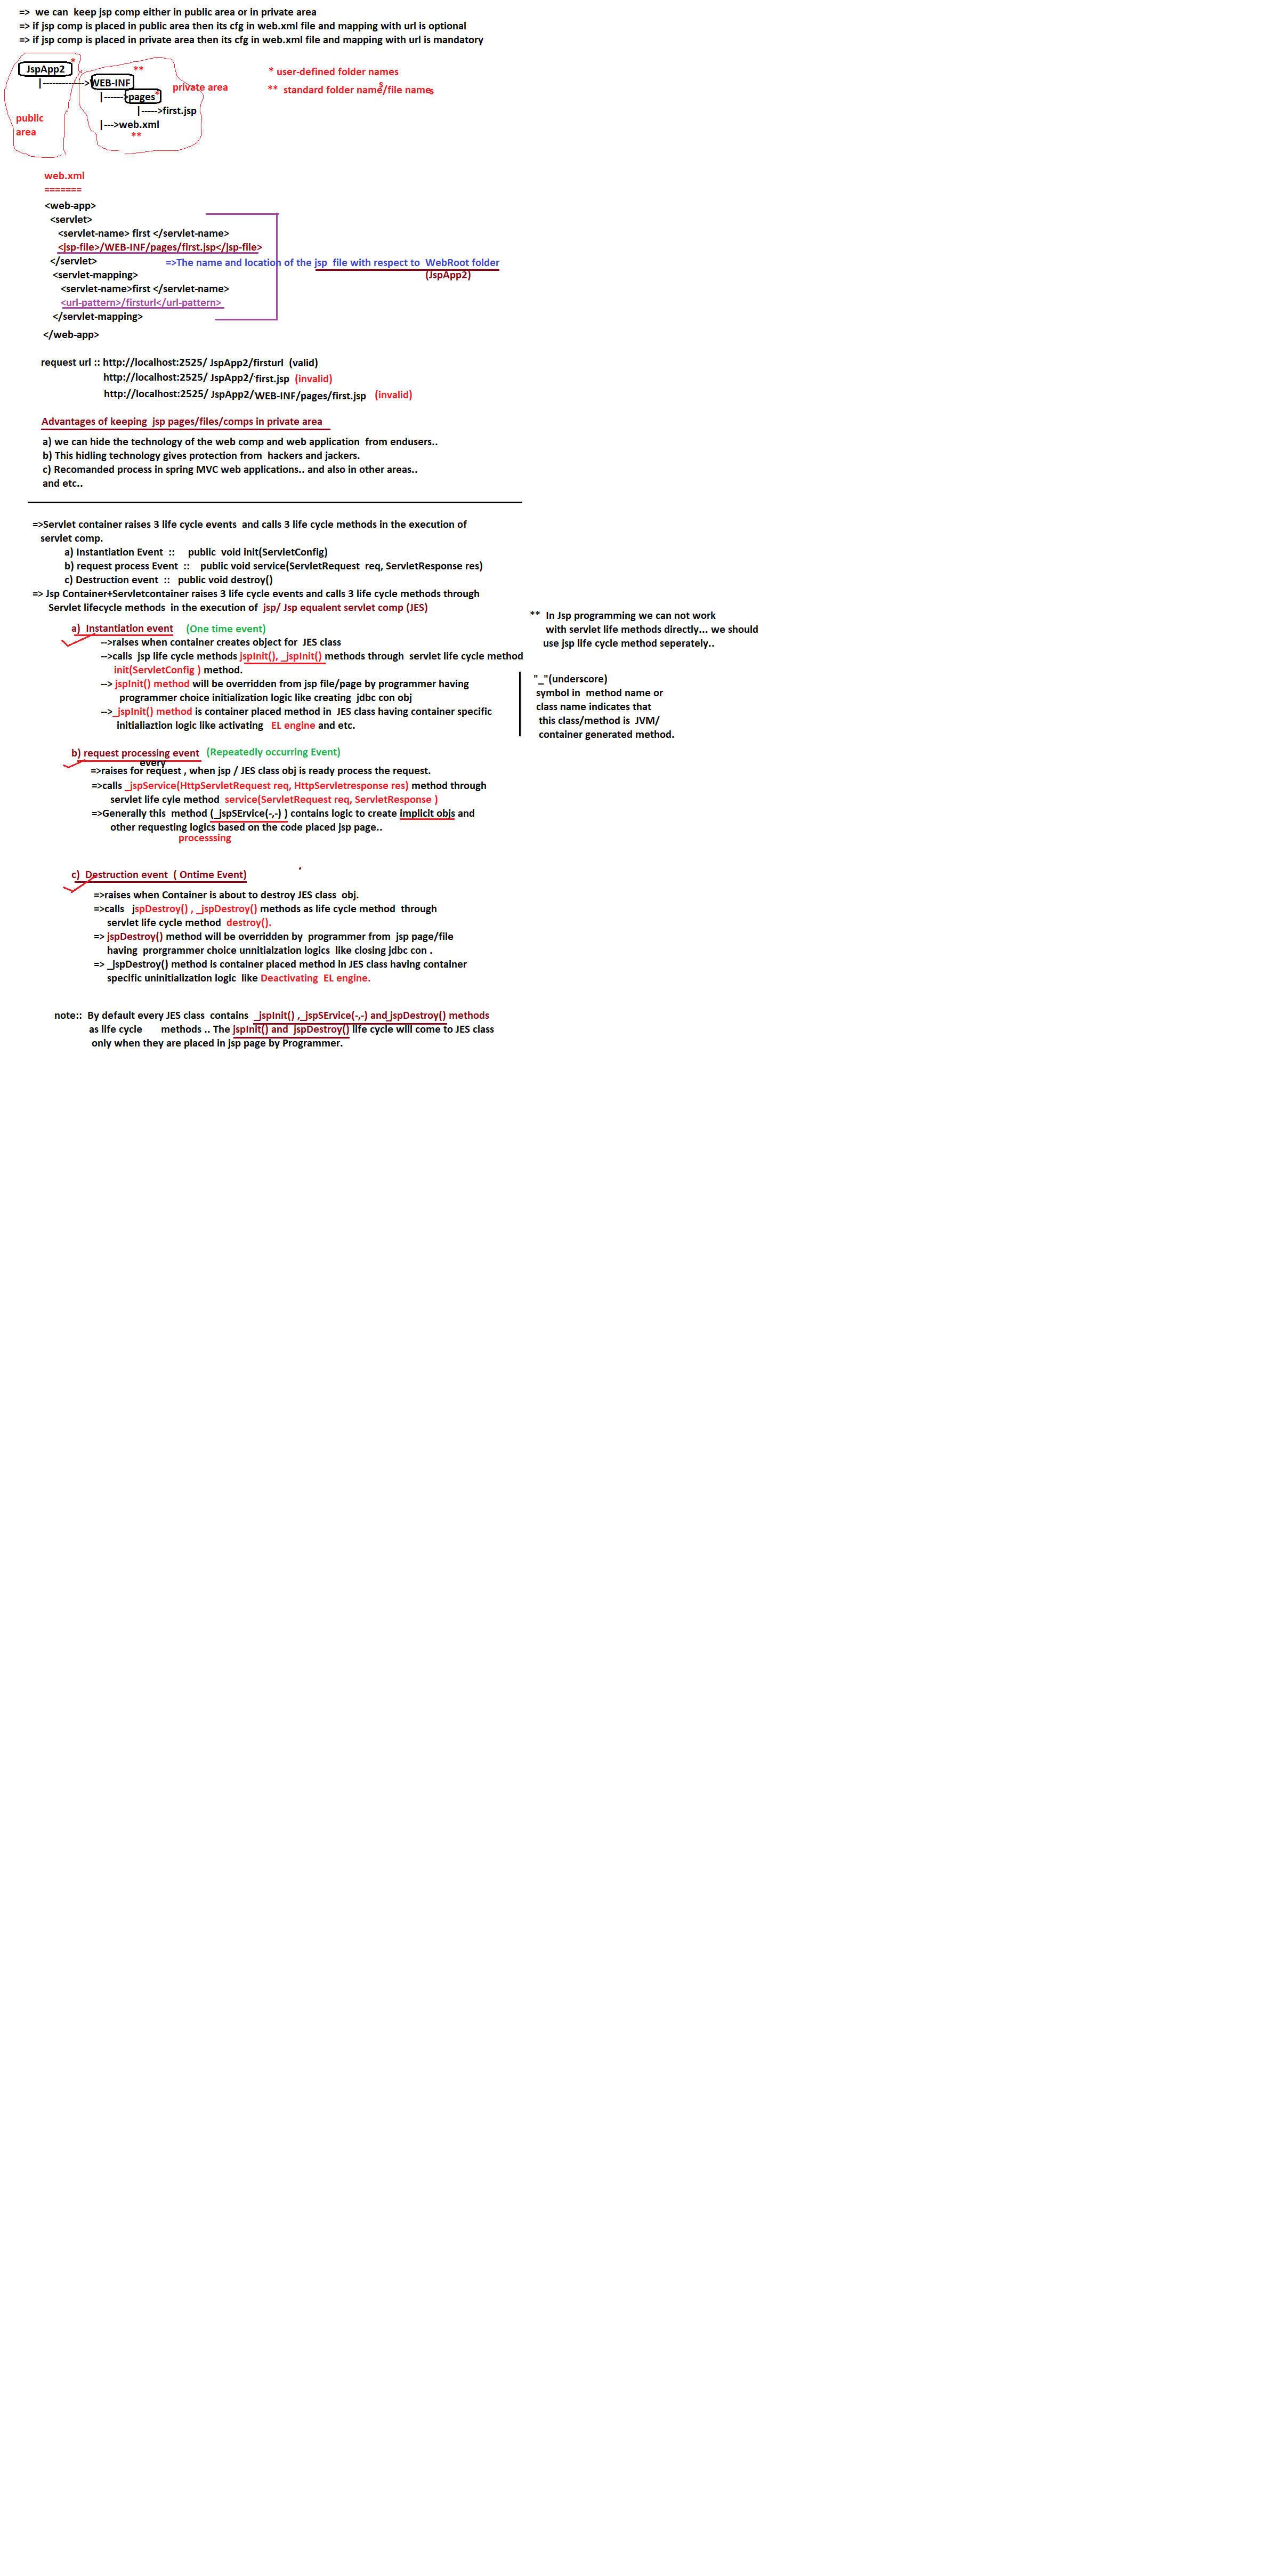 =>  we can  keep jsp comp either in public area or in private area
=> if jsp comp is placed in public area then its cfg in web.xml file and mapping with url is optional
=> if jsp comp is placed in private area then its cfg in web.xml file and mapping with url is mandatory
JspApp2 *
**
|------------->WEB-INF
|------>pages*
|----->first.jsp
|--->web.xml
**
public
area
private area
* user-defined folder names
** standard folder names/file names
web.xml
=======
<web-app>
<servlet>
<servlet-name> first </servlet-name>
<jsp-file>/WEB-INF/pages/first.jsp</jsp-file>
</servlet>
=>The name and location of the jsp  file with respect to  WebRoot folder
(JspApp2)
<servlet-mapping>
<servlet-name>first </servlet-name>
<url-pattern>/firsturl</url-pattern>
</servlet-mapping>
</web-app>
request url :: http://localhost:2525/ JspApp2/firsturl  (valid)
http://localhost:2525/ JspApp2/first.jsp  (invalid)
http://localhost:2525/ JspApp2/WEB-INF/pages/first.jsp  (invalid)
Advantages of keeping  jsp pages/files/comps in private area
a) we can hide the technology of the web comp and web application  from endusers..
b) This hidling technology gives protection from  hackers and jackers.
c) Recomanded process in spring MVC web applications.. and also in other areas..
and etc..
=>Servlet container raises 3 life cycle events  and calls 3 life cycle methods in the execution of
servlet comp.
a) Instantiation Event  ::    public  void init(ServletConfig)
b) request process Event  ::   public void service(ServletRequest  req, ServletResponse res)
c) Destruction event  ::  public void destroy()
=> Jsp Container+Servletcontainer raises 3 life cycle events and calls 3 life cycle methods through
Servlet lifecycle methods  in the execution of  jsp/ Jsp equalent servlet comp (JES)
** In Jsp programming we can not work
with servlet life methods directly... we should
use jsp life cycle method seperately..
a)  Instantiation event   (One time event)
-->raises when container creates object for  JES class
-->calls  jsp life cycle methods jspInit(), _jspInit() methods through  servlet life cycle method
init(ServletConfig ) method.
--> jspInit() method will be overridden from jsp file/page by programmer having
programmer choice initialization logic like creating  jdbc con obj
-->_jspInit() method is container placed method in  JES class having container specific
initialiaztion logic like activating   EL engine and etc.
"_"(underscore)
symbol in  method name or
class name indicates that
this class/method is  JVM/
container generated method.
b) request processing event  (Repeatedly occurring Event)
every
=>raises for request , when jsp / JES class obj is ready process the request.
=>calls _jspService(HttpServletRequest req, HttpServletresponse res) method through
servlet life cyle method  service(ServletRequest req, ServletResponse )
=>Generally this  method (_jspSErvice(-,-) ) contains logic to create implicit objs and
other requesting logics based on the code placed jsp page..
processsing
c)  Destruction event  ( Ontime Event)
=>raises when Container is about to destroy JES class  obj.
=>calls   jspDestroy() , _jspDestroy() methods as life cycle method  through
servlet life cycle method  destroy().
=> jspDestroy() method will be overridden by  programmer from  jsp page/file
having  prorgrammer choice unnitialzation logics  like closing jdbc con .
=> _jspDestroy() method is container placed method in JES class having container
specific uninitialization logic  like Deactivating  EL engine.
note::  By default every JES class  contains  _jspInit() ,_jspSErvice(-,-) and_jspDestroy() methods
as life cycle     methods .. The jspInit() and  jspDestroy() life cycle will come to JES class
only when they are placed in jsp page by Programmer.